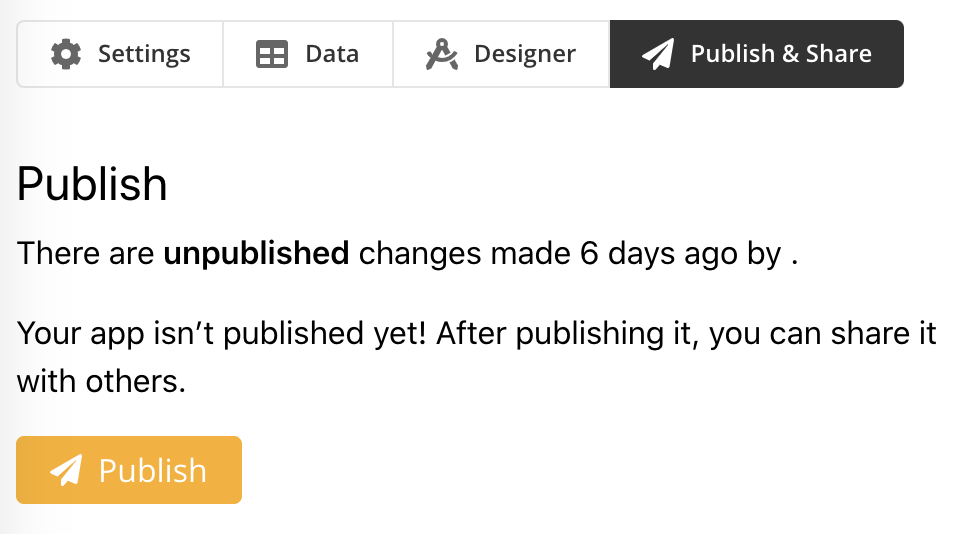 Settings Data Designer Publish & Share
Publish
There are unpublished changes made 6 days ago by .
Your app isn’t published yet! After publishing it, you can share it
with others.
Publish